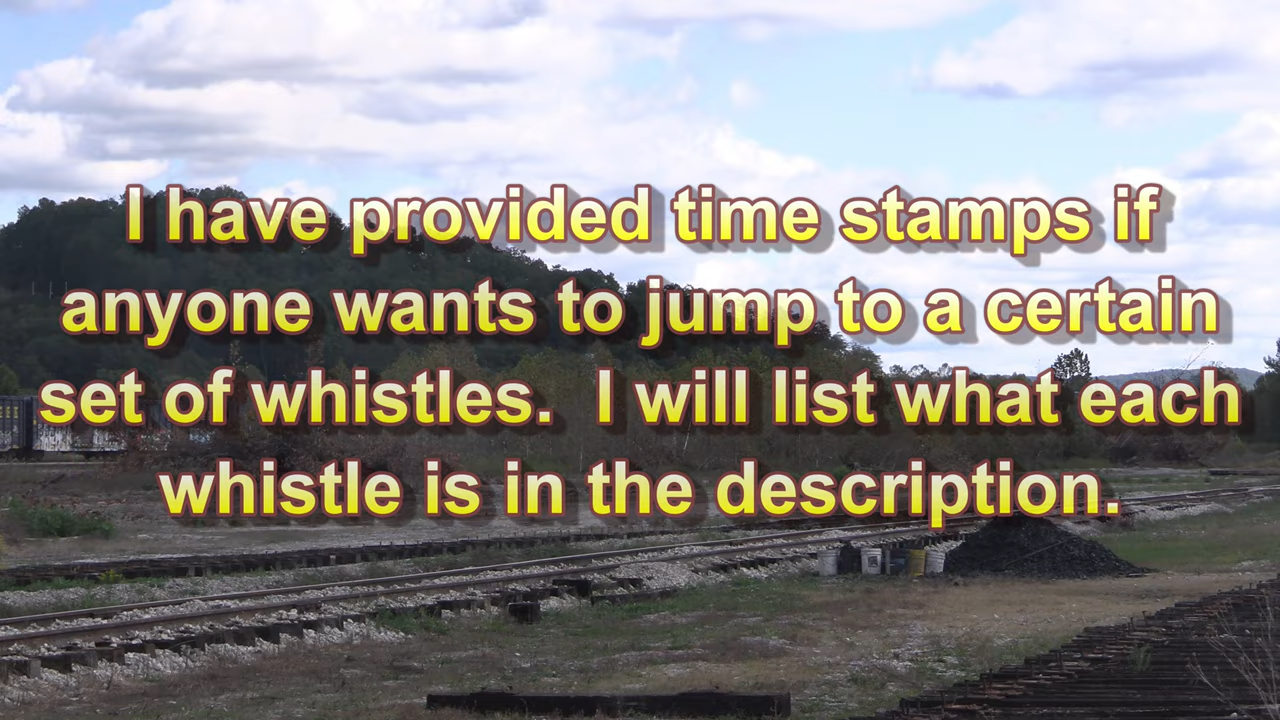 I have provided time stamps if
anyone wants to jump to a certain
set of whistles.  I will list what each
whistle is in the description.